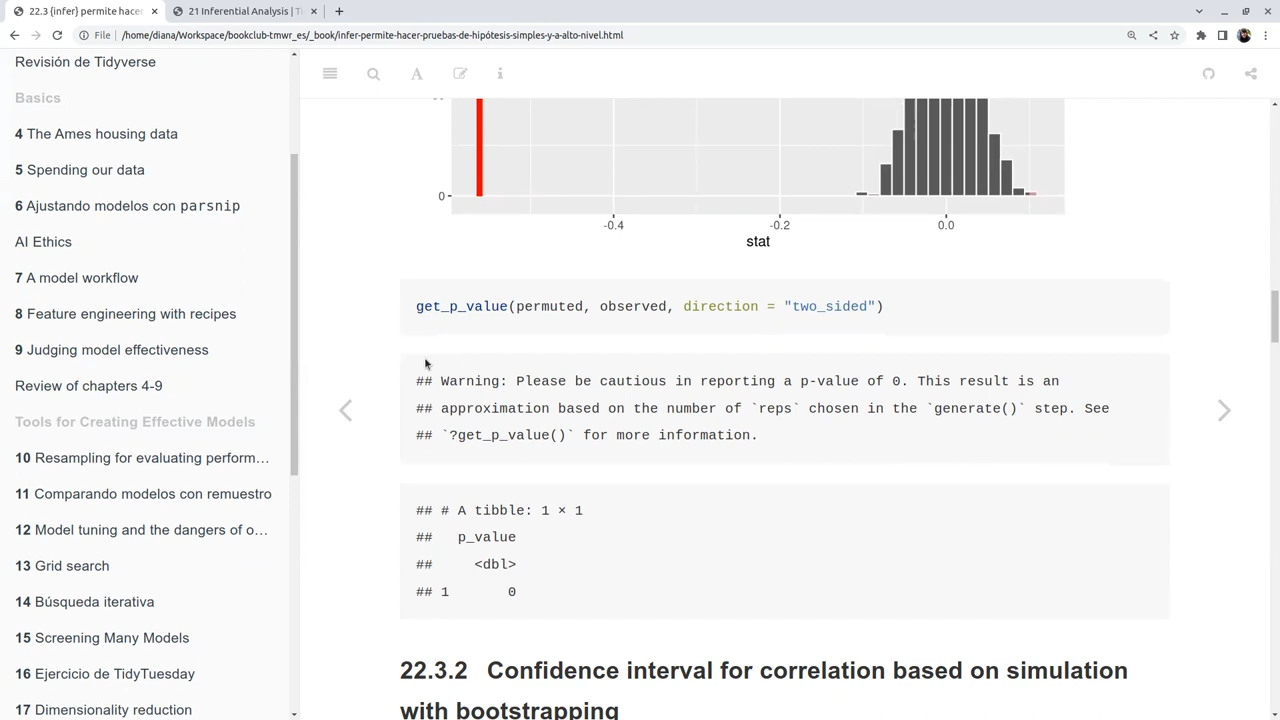 22.3 {infer} permite hacer
21 Inferential Analysis | Ti
File
/home/diana/Workspace/bookclub-tmwr_es/_book/infer-permite-hacer-pruebas-de-hipótesis-simples-y-a-alto-nivel.html
Revisión de Tidyverse
Basics
4 The Ames housing data
5 Spending our data
6 Ajustando modelos con parsnip
AI Ethics
7 A model workflow
8 Feature engineering with recipes
9 Judging model effectiveness
Review of chapters 4-9
Tools for Creating Effective Models
10 Resampling for evaluating perform…
11 Comparando modelos con remuestro
12 Model tuning and the dangers of o…
13 Grid search
14 Búsqueda iterativa
15 Screening Many Models
16 Ejercicio de TidyTuesday
17 Dimensionality reduction
A
i
0
-0.4 -0.2 0.0
stat
get_p_value(permuted, observed, direction = "two_sided")
## Warning: Please be cautious in reporting a p-value of 0. This result is an
## approximation based on the number of `reps` chosen in the `generate()` step. See
## `?get_p_value()` for more information.
## # A tibble: 1 × 1
##   p_value
##     <dbl>
## 1       0
22.3.2 Confidence interval for correlation based on simulation
with bootstrapping